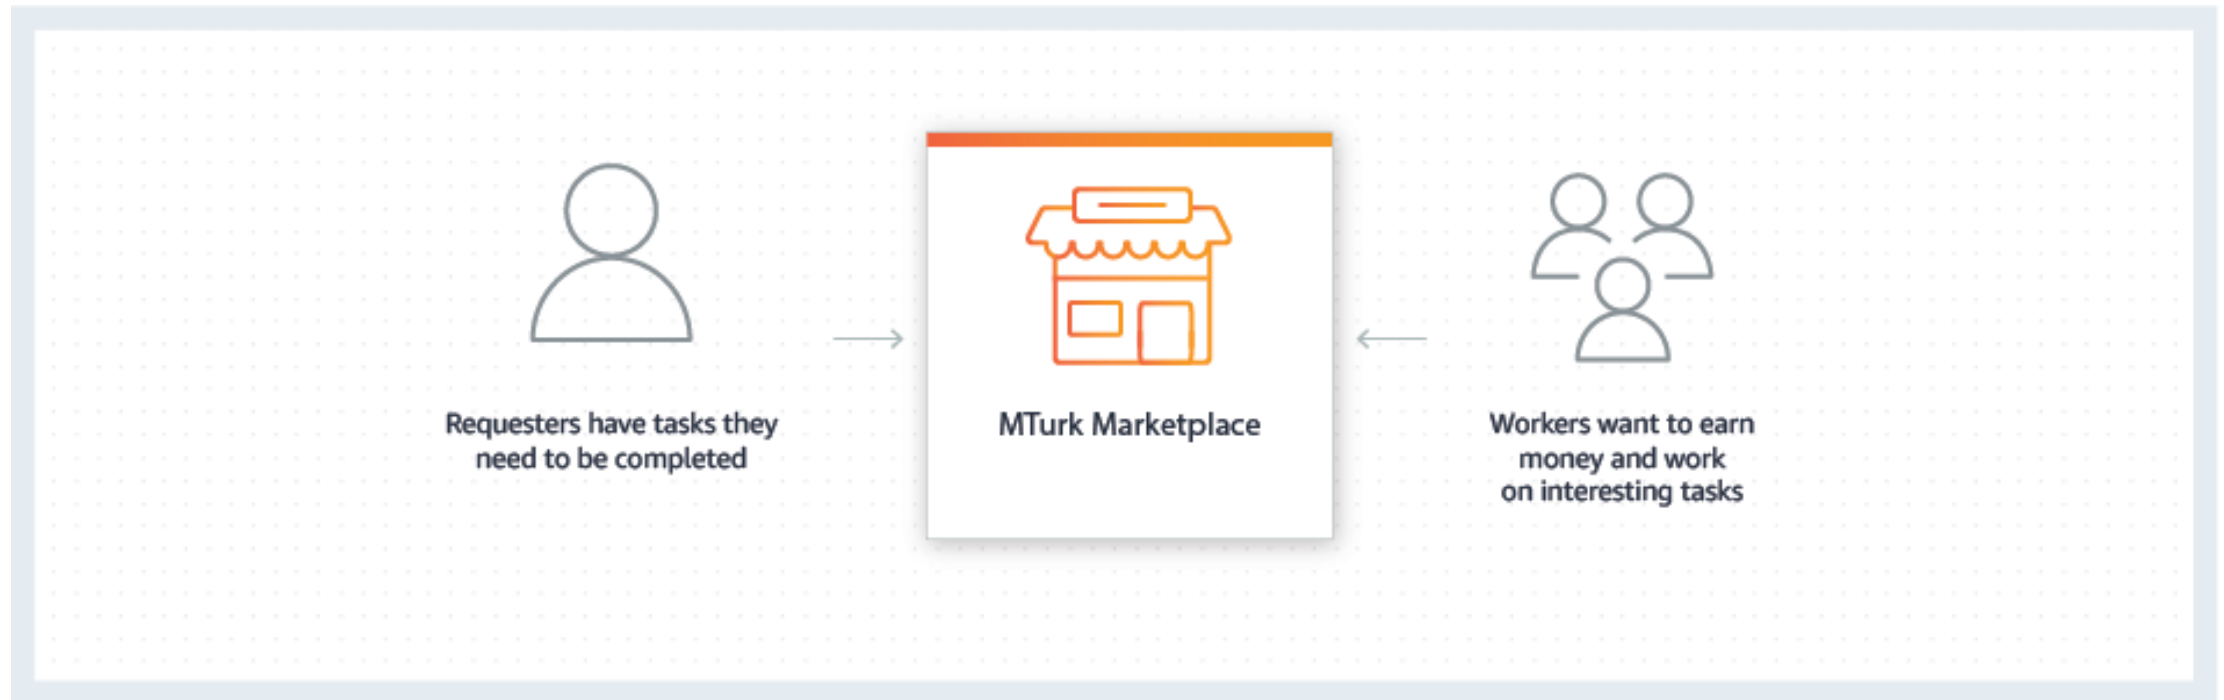 Requesters have tasks they
need to be completed
MTurk Marketplace
Workers want to earn
money and work
on interesting tasks